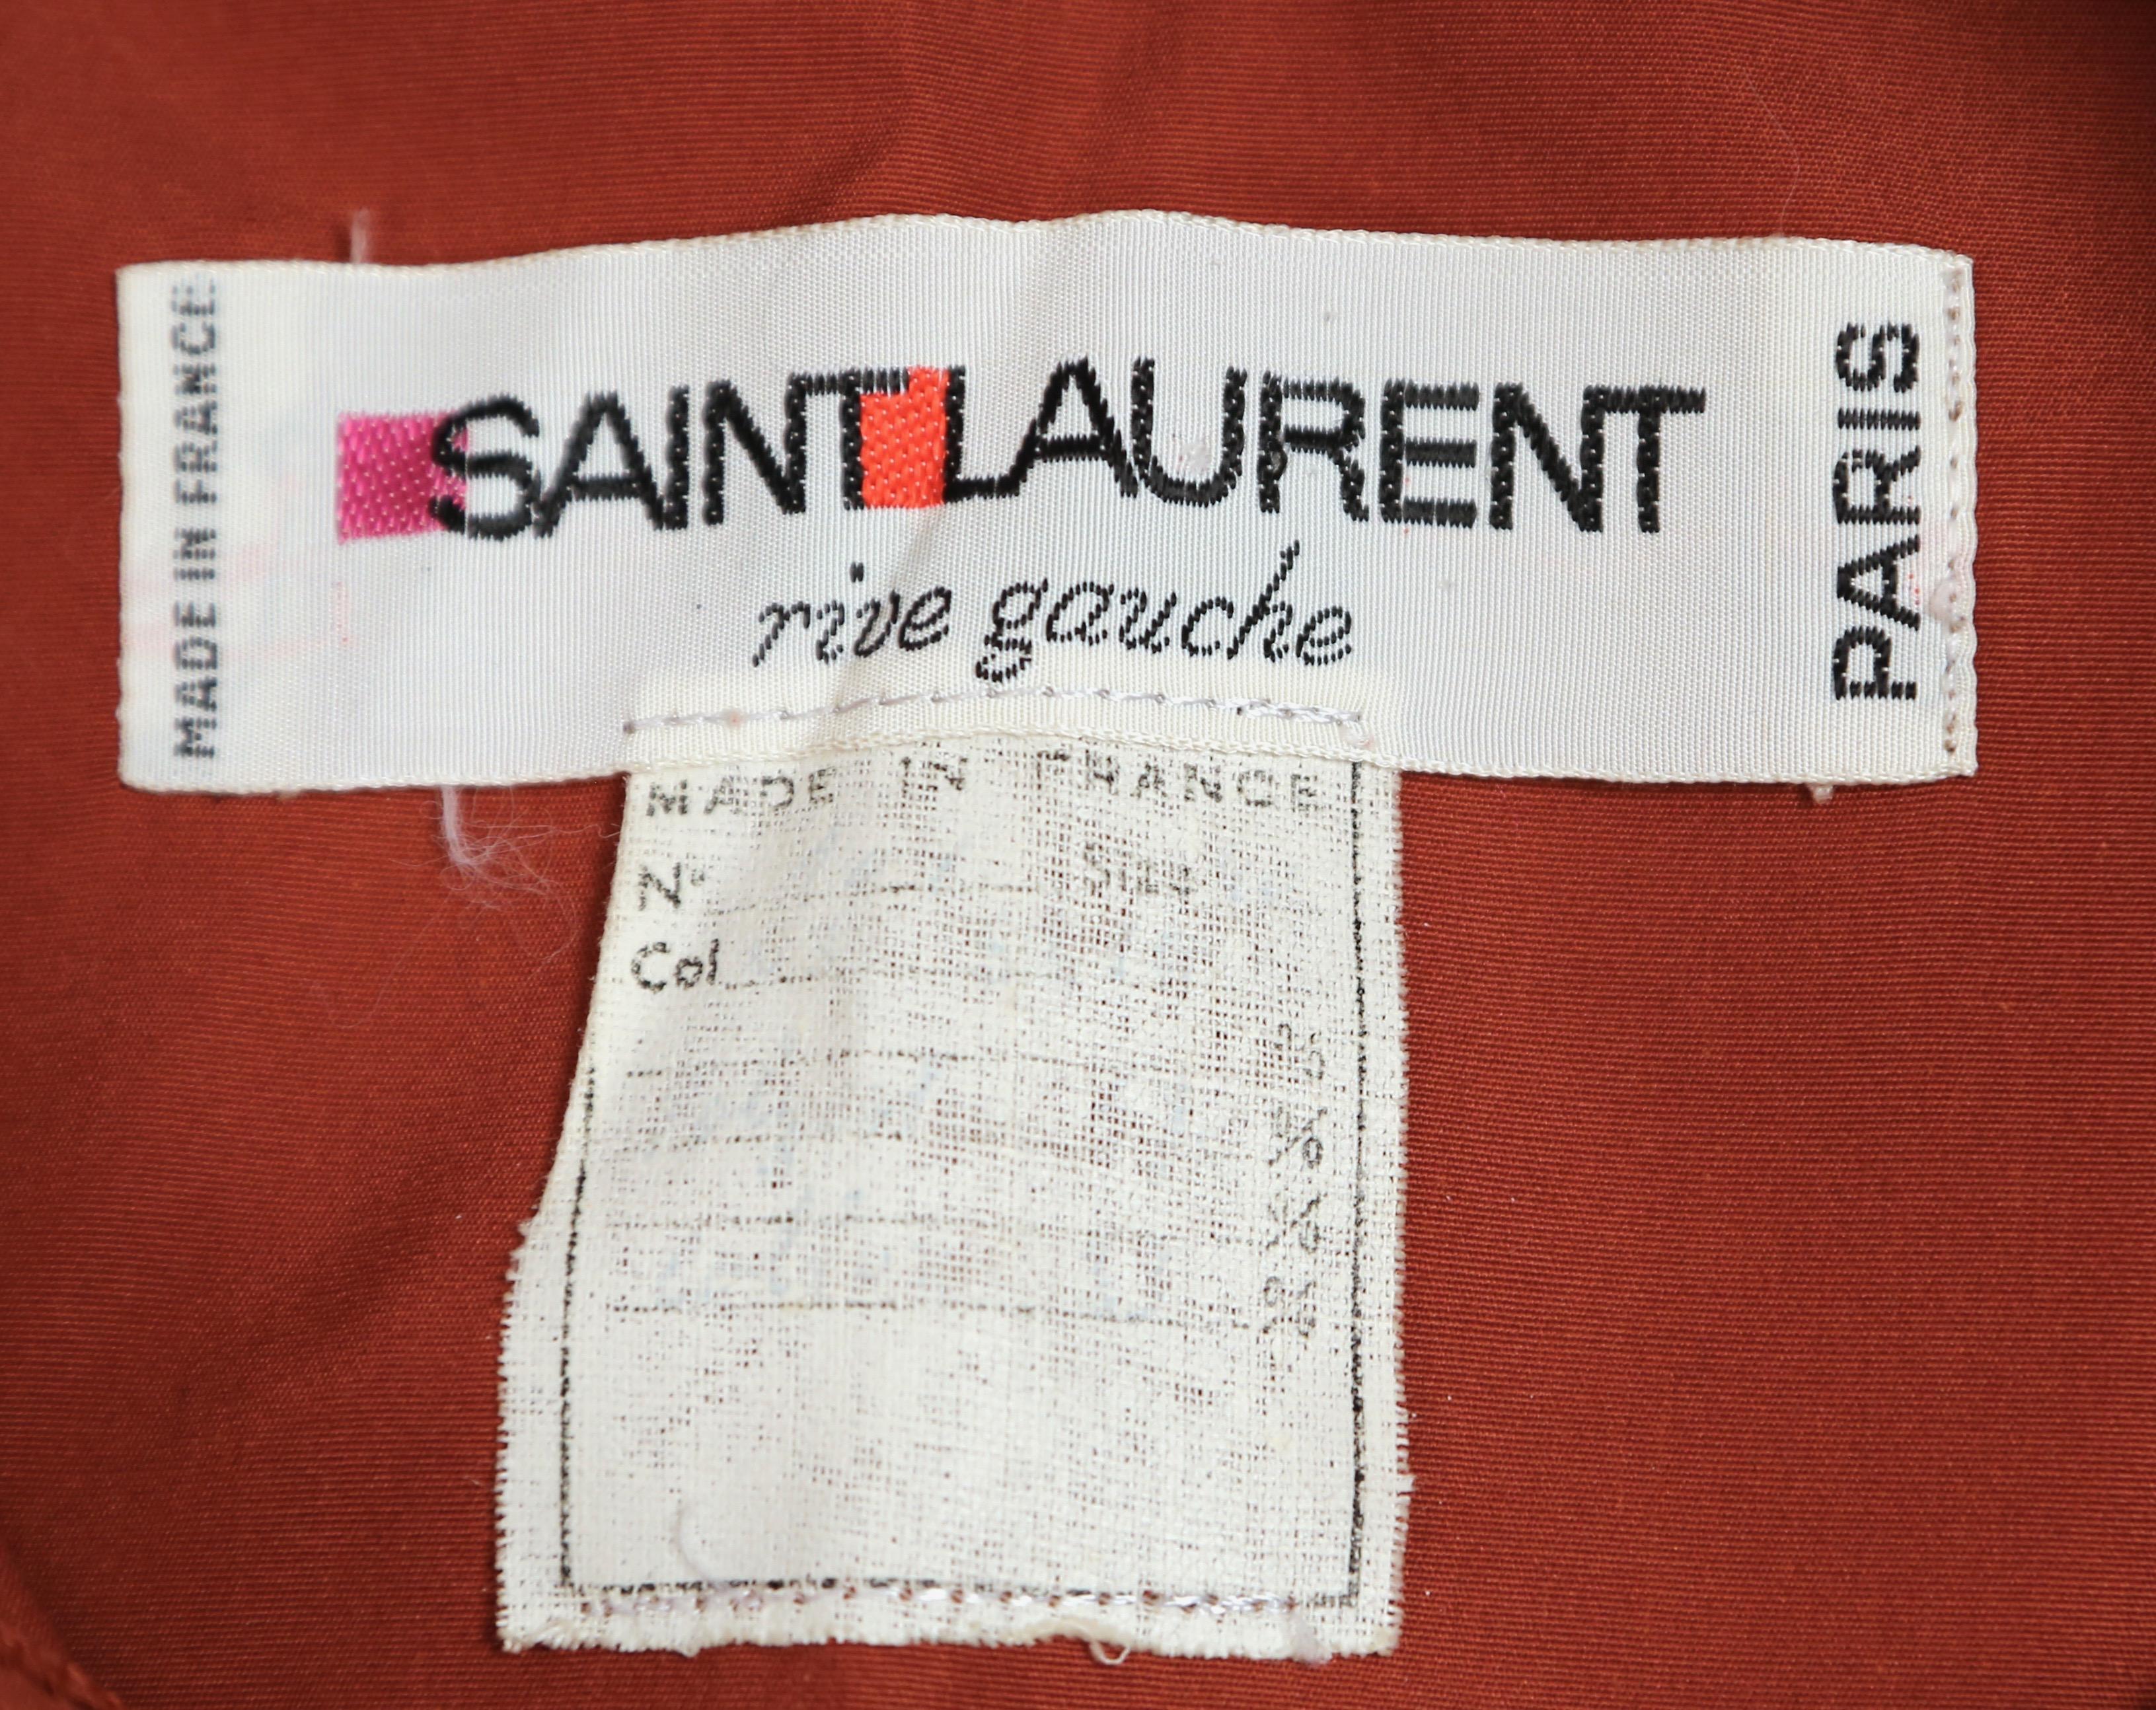 MADE IN FRANCE
SAINT LAURENT
rive gauche
PARIS
MADE IN FRANCE
N. Size
Col.
%
%
%
%